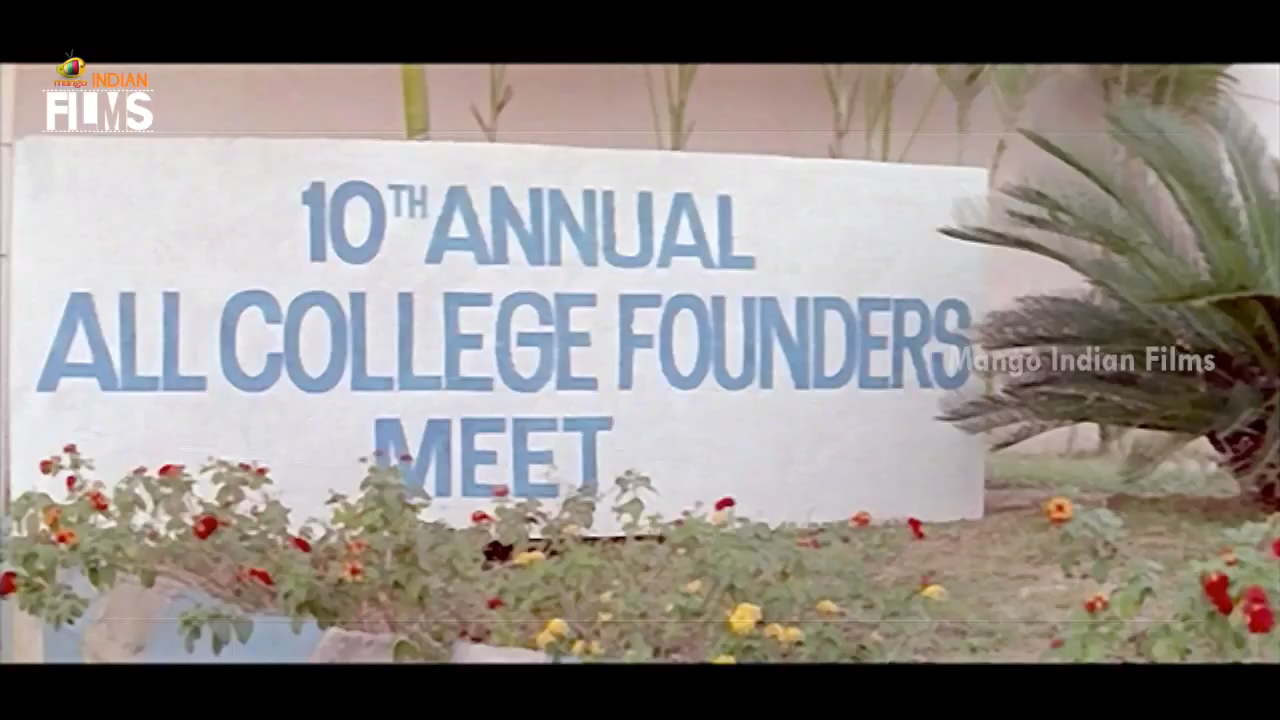 mango INDIAN
FILMS
10TH ANNUAL
ALL COLLEGE FOUNDERS
Mango Indian Films
MEET